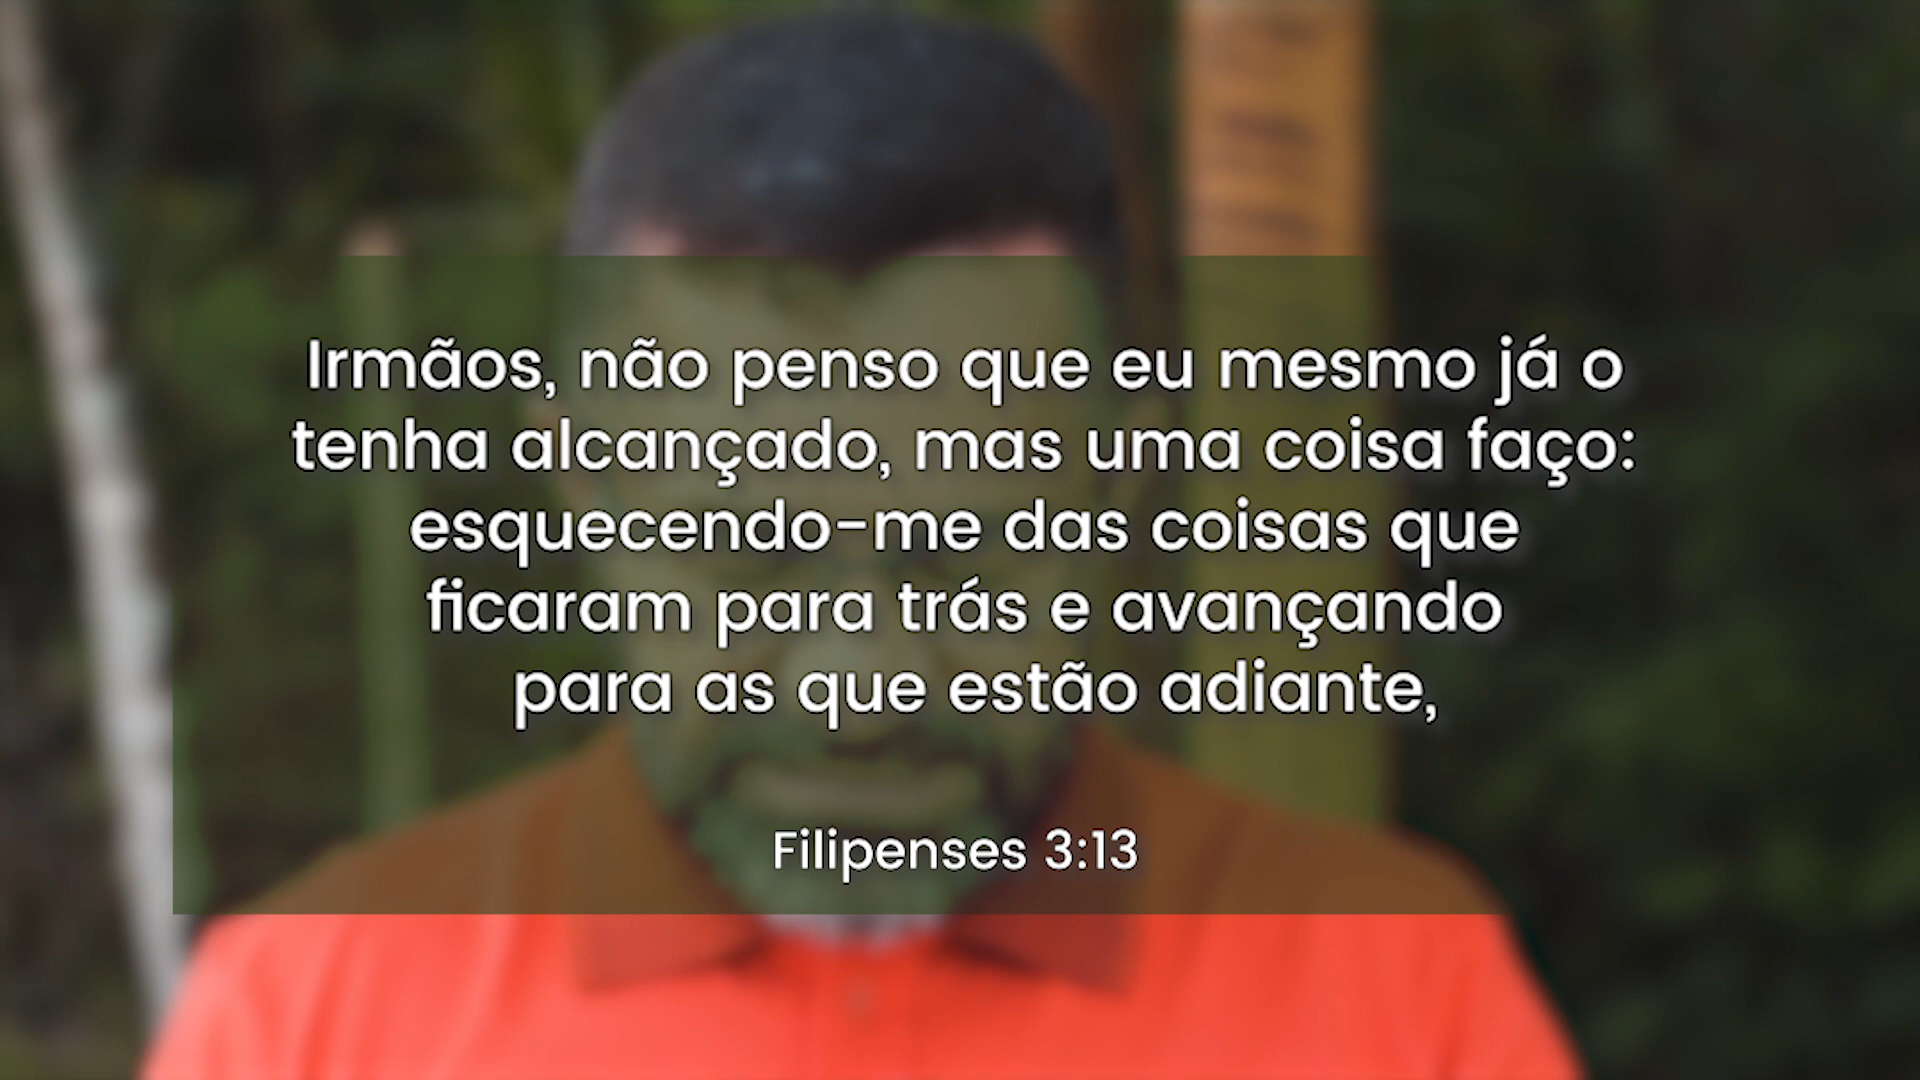 Irmãos, não penso que eu mesmo já o
tenha alcançado, mas uma coisa faço:
esquecendo-me das coisas que
ficaram para trás e avançando
para as que estão adiante,
Filipenses 3:13